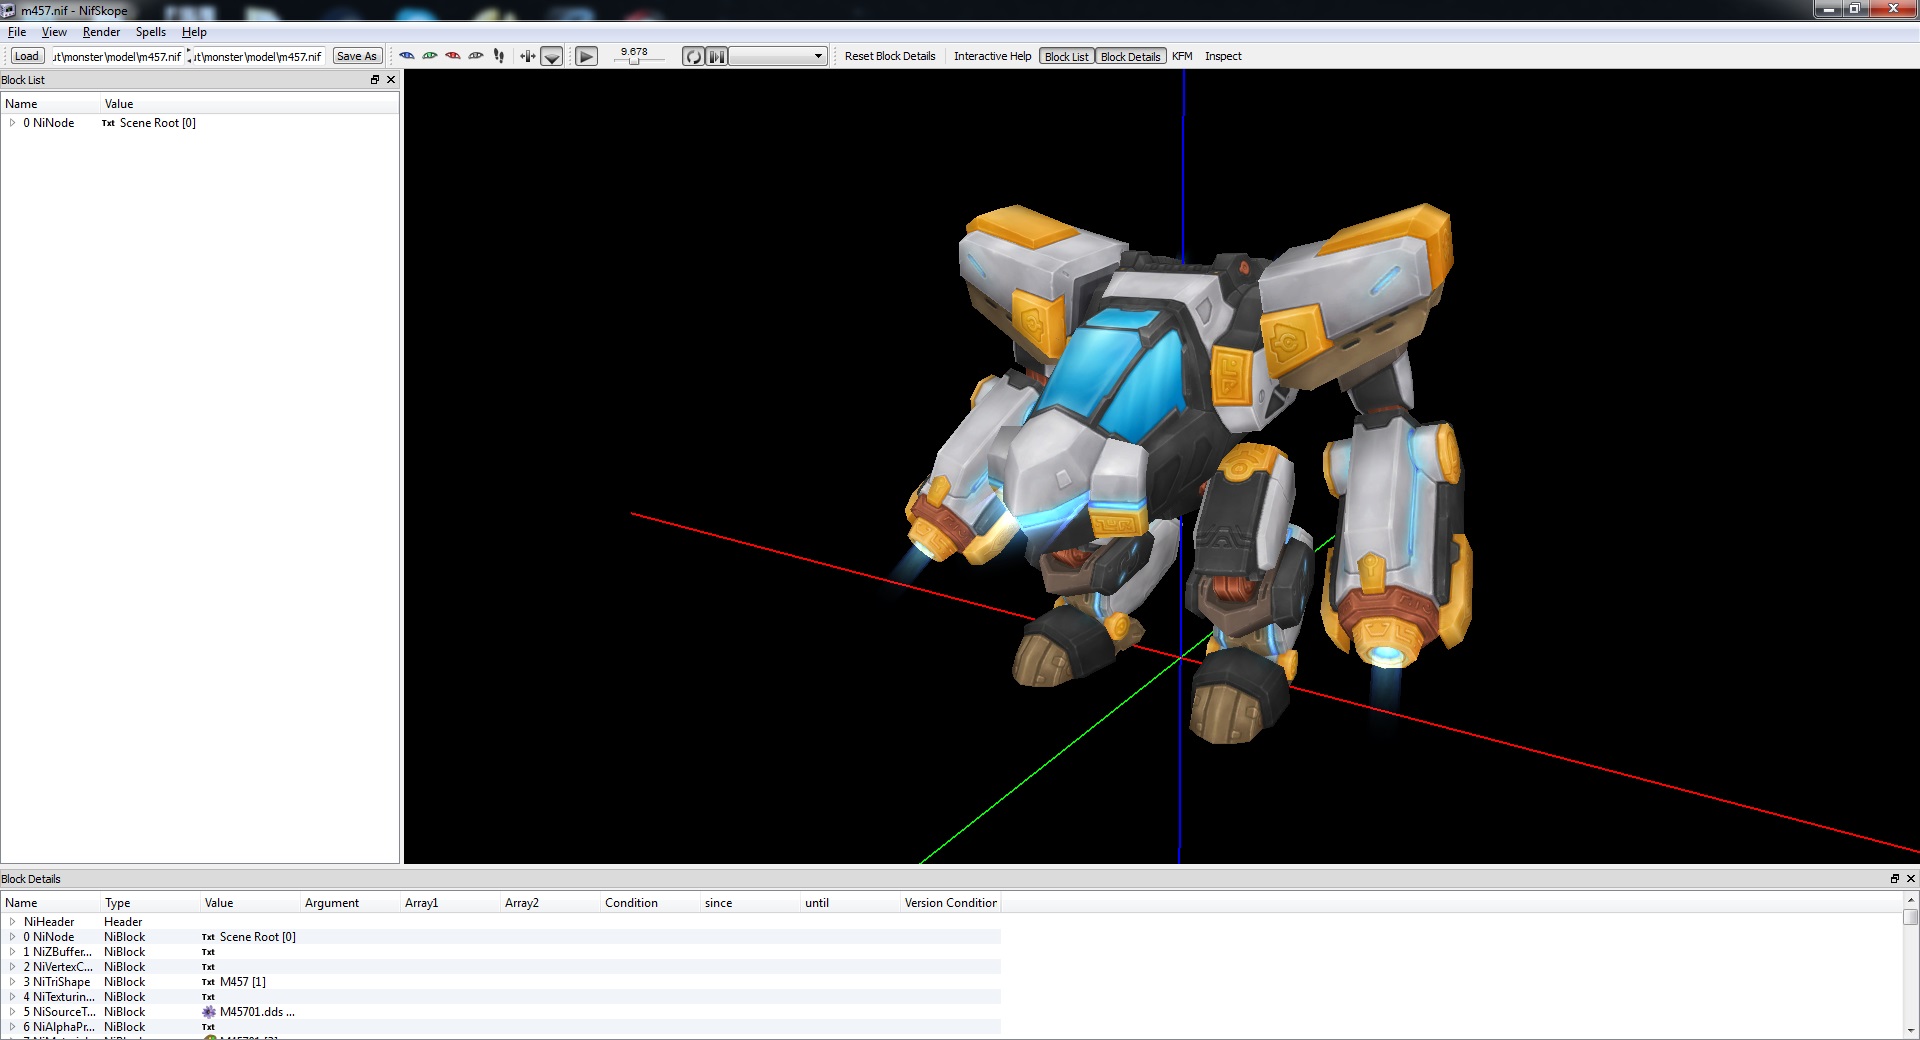 m457.nif - NifSkope
File View Render Spells Help
Load ut\monster\model\m457.nif ut\monster\model\m457.nif Save As 9.678 Reset Block Details Interactive Help Block List Block Details KFM Inspect
Block List
Name Value
0 NiNode Txt Scene Root [0]
Block Details
Name Type Value Argument Array1 Array2 Condition since until Version Condition
NiHeader Header
0 NiNode NiBlock Txt Scene Root [0]
1 NiZBuffer... NiBlock Txt
2 NiVertexC... NiBlock Txt
3 NiTriShape NiBlock Txt M457 [1]
4 NiTexturin... NiBlock Txt
5 NiSourceT... NiBlock M45701.dds ...
6 NiAlphaPr... NiBlock Txt